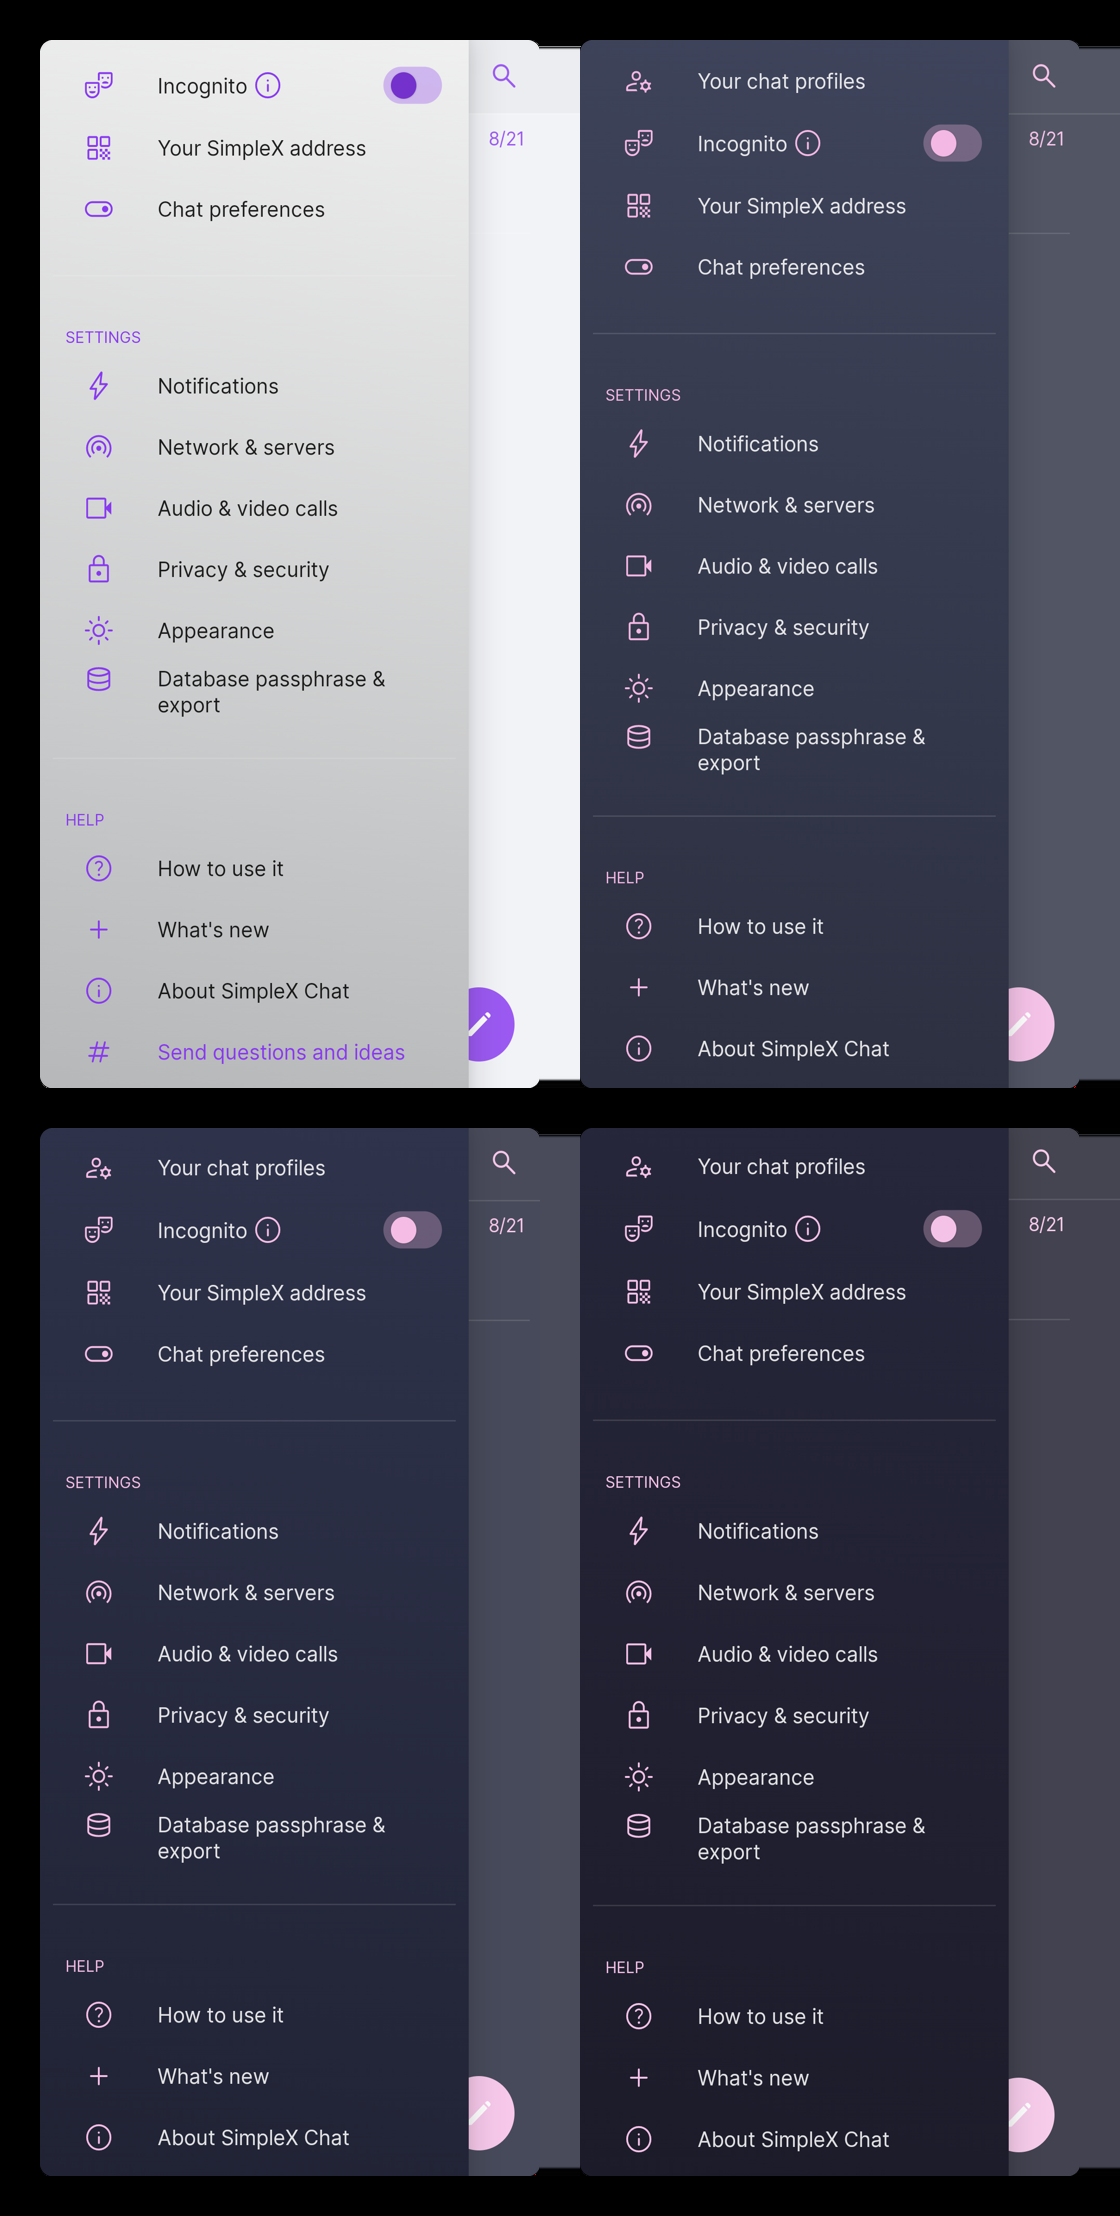 Incognito
8/21
Your SimpleX address
Chat preferences
SETTINGS
Notifications
Network & servers
Audio & video calls
Privacy & security
Appearance
Database passphrase &
export
HELP
How to use it
What's new
About SimpleX Chat
Send questions and ideas
Your chat profiles
Incognito
8/21
Your SimpleX address
Chat preferences
SETTINGS
Notifications
Network & servers
Audio & video calls
Privacy & security
Appearance
Database passphrase &
export
HELP
How to use it
What's new
About SimpleX Chat
Your chat profiles
Incognito
8/21
Your SimpleX address
Chat preferences
SETTINGS
Notifications
Network & servers
Audio & video calls
Privacy & security
Appearance
Database passphrase &
export
HELP
How to use it
What's new
About SimpleX Chat
Your chat profiles
Incognito
8/21
Your SimpleX address
Chat preferences
SETTINGS
Notifications
Network & servers
Audio & video calls
Privacy & security
Appearance
Database passphrase &
export
HELP
How to use it
What's new
About SimpleX Chat